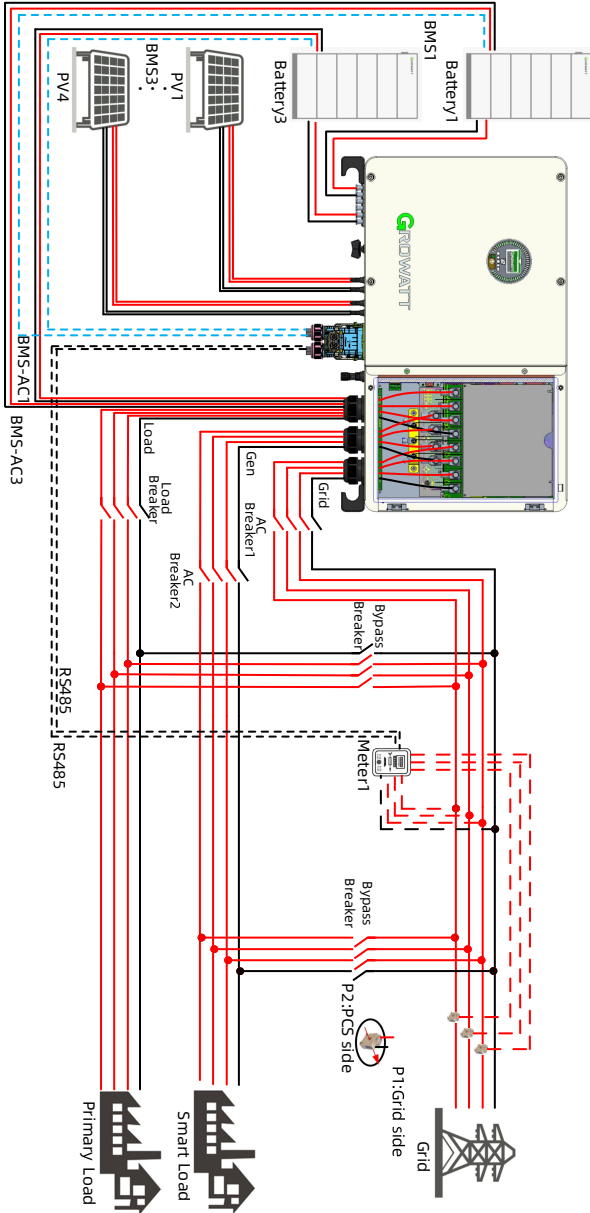 BMS1
Battery1
Battery3
BMS3
PV1
PV4
GROWATT
BMS-AC1
BMS-AC3
Load
Gen
Grid
Load
Breaker
AC
Breaker2
AC
Breaker1
Bypass
Breaker
RS485
RS485
Meter1
Bypass
Breaker
P2:PCS side
P1:Grid side
Grid
Smart Load
Primary Load